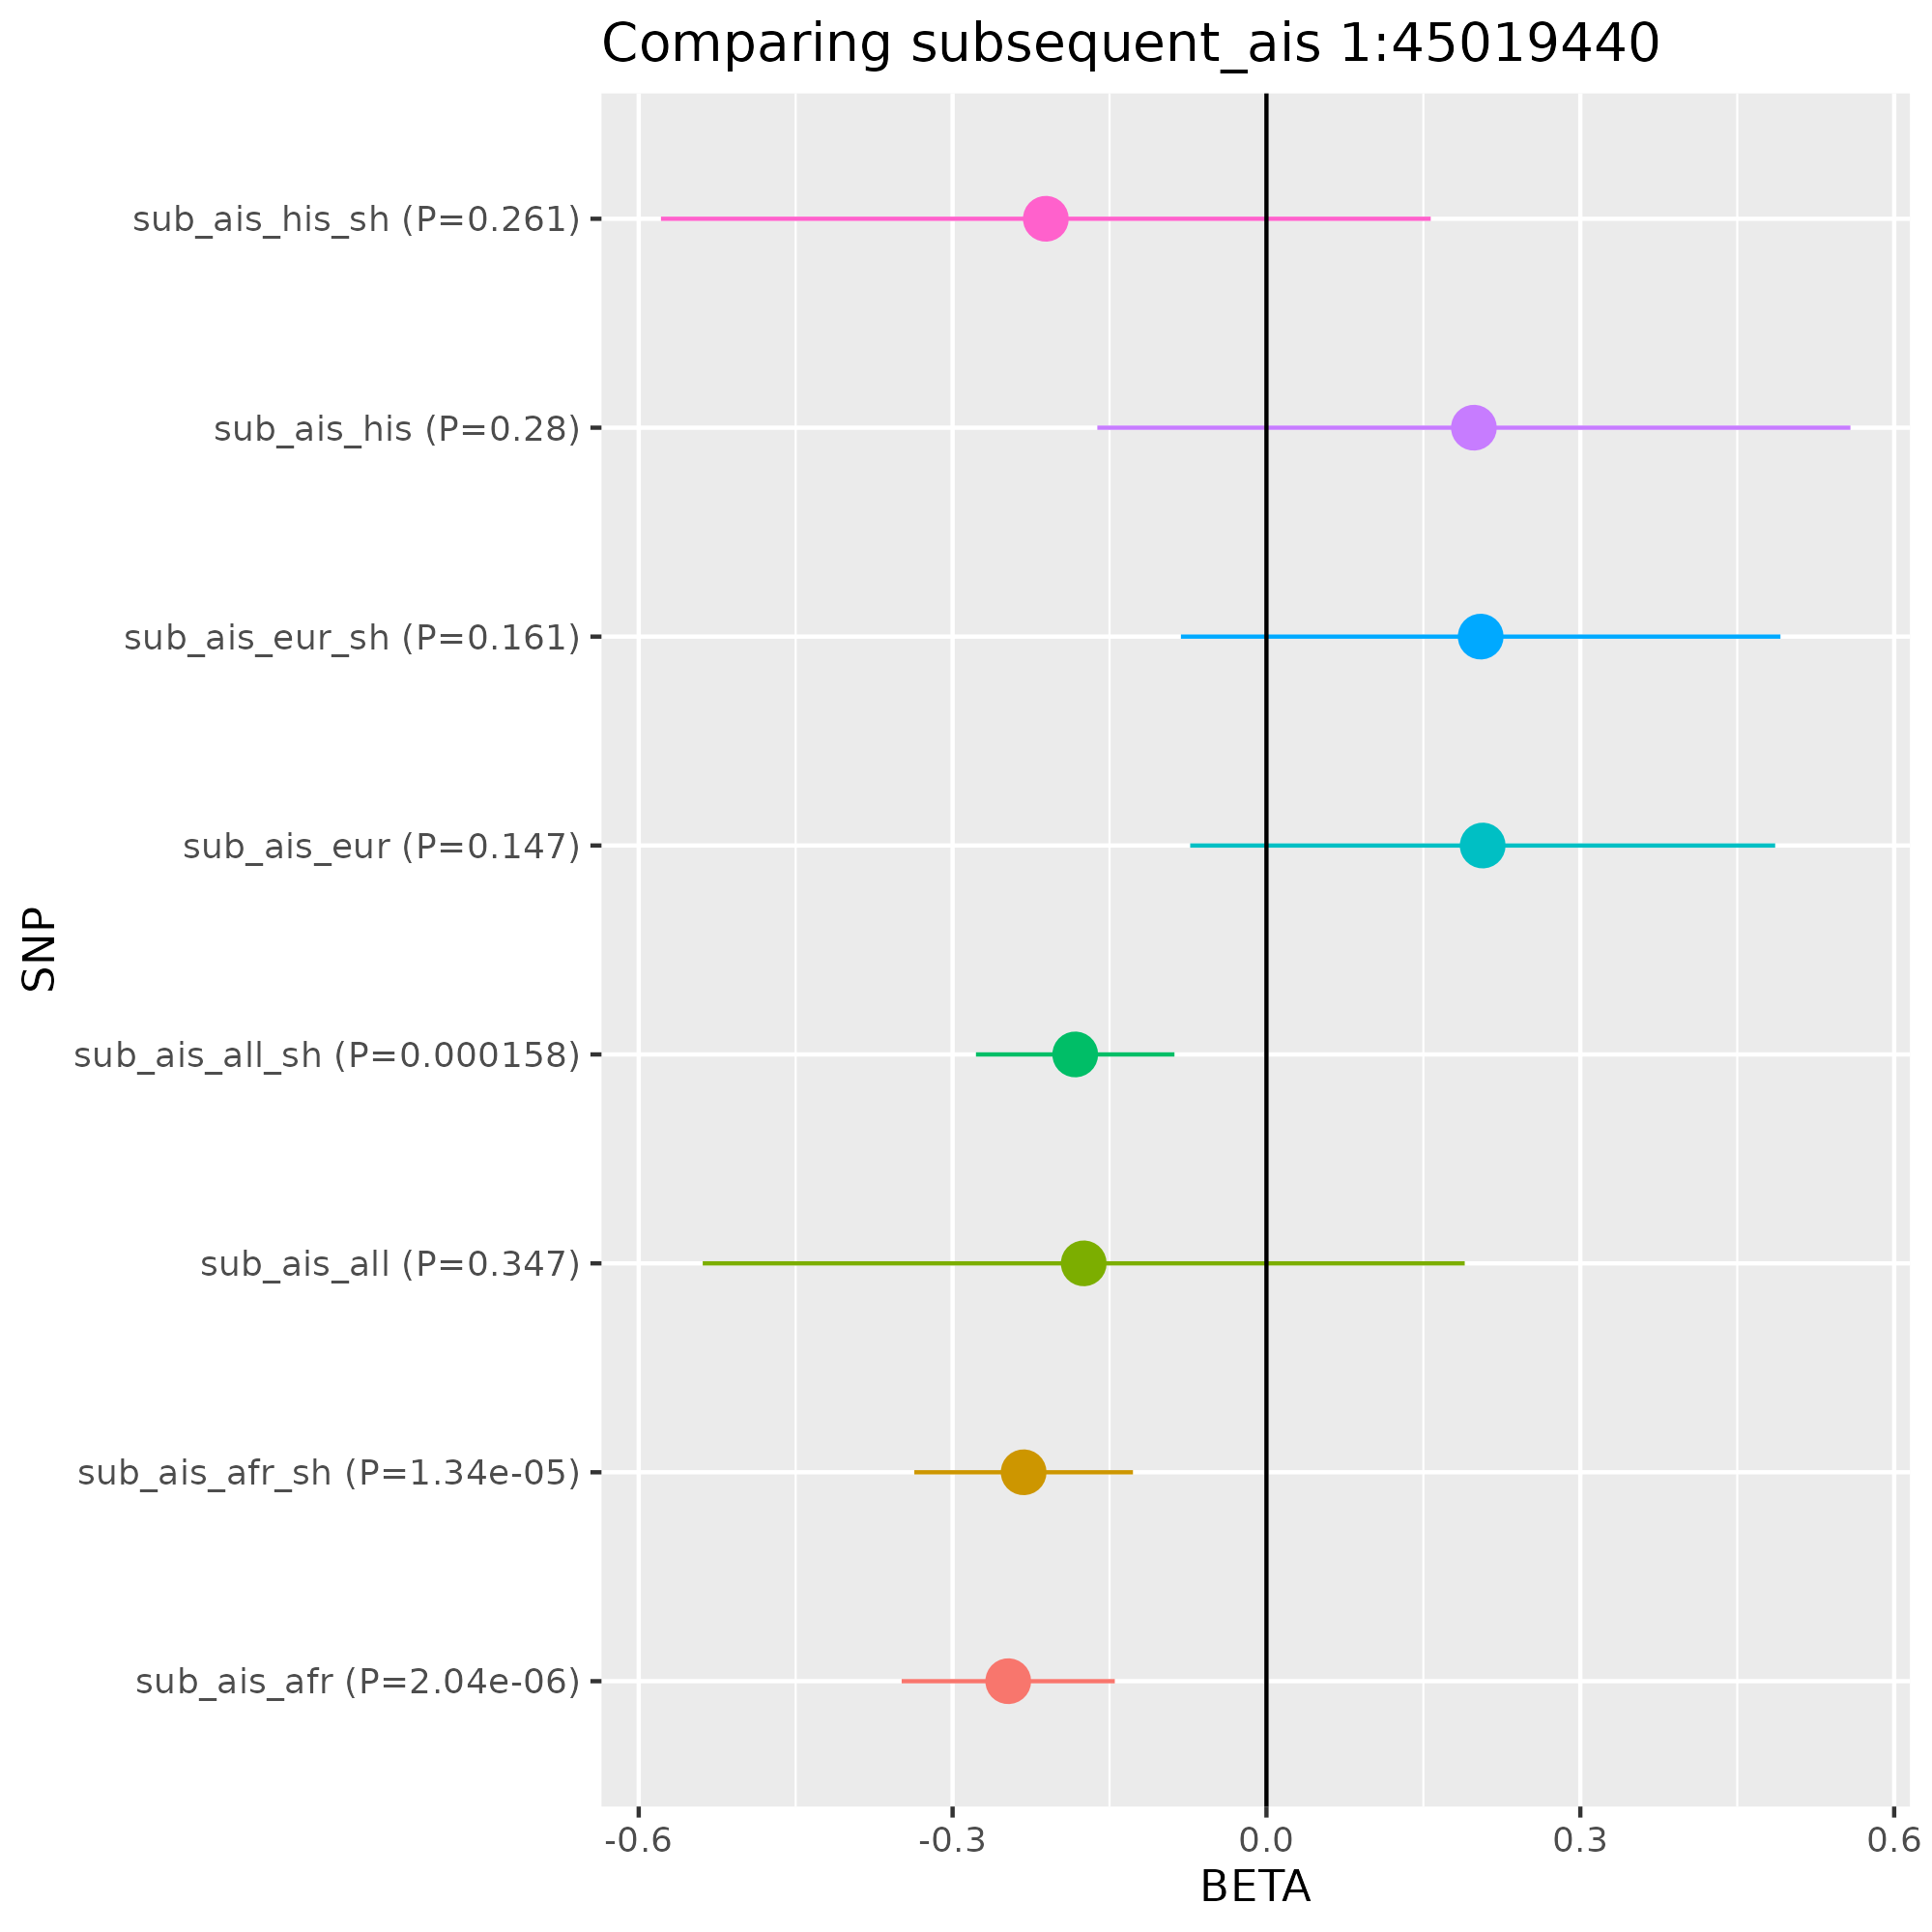 Comparing subsequent_ais 1:45019440
sub_ais_his_sh (P=0.261)
sub_ais_his (P=0.28)
sub_ais_eur_sh (P=0.161)
sub_ais_eur (P=0.147)
SNP
sub_ais_all_sh (P=0.000158)
sub_ais_all (P=0.347)
sub_ais_afr_sh (P=1.34e-05)
sub_ais_afr (P=2.04e-06)
-0.6 -0.3 0.0 0.3 0.6
BETA